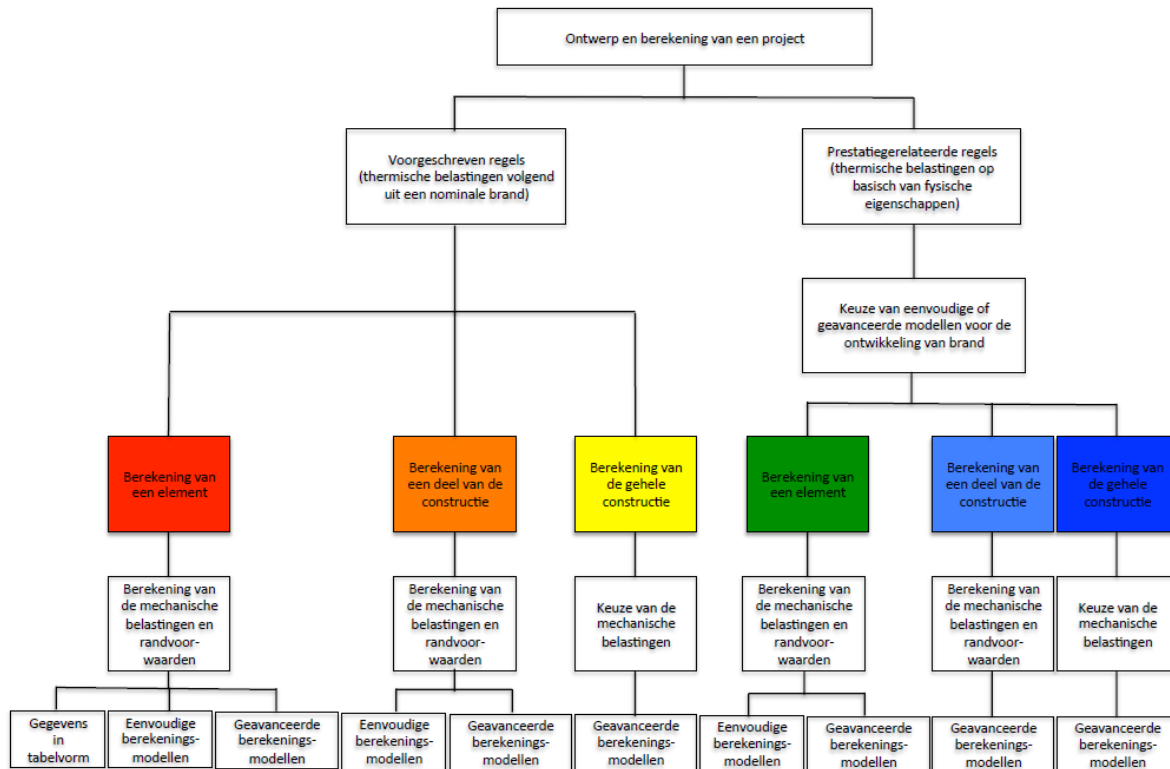 Ontwerp en berekening van een project
Voorgeschreven regels
(thermische belastingen volgend
uit een nominale brand)
Prestatiegerelateerde regels
(thermische belastingen op
basisch van fysische
eigenschappen)
Keuze van eenvoudige of
geavanceerde modellen voor de
ontwikkeling van brand
Berekening van
een element
Berekening van
een deel van de
constructie
Berekening van
de gehele
constructie
Berekening van
een element
Berekening van
een deel van de
constructie
Berekening van
de gehele
constructie
Berekening van
de mechanische
belastingen en
randvoor-
waarden
Berekening van
de mechanische
belastingen en
randvoor-
waarden
Keuze van de
mechanische
belastingen
Berekening van
de mechanische
belastingen en
randvoor-
waarden
Berekening van
de mechanische
belastingen en
randvoor-
waarden
Keuze van de
mechanische
belastingen
Gegevens
in
tabelvorm
Eenvoudige
berekenings-
modellen
Geavanceerde
berekenings-
modellen
Eenvoudige
berekenings-
modellen
Geavanceerde
berekenings-
modellen
Geavanceerde
berekenings-
modellen
Eenvoudige
berekenings-
modellen
Geavanceerde
berekenings-
modellen
Geavanceerde
berekenings-
modellen
Geavanceerde
berekenings-
modellen